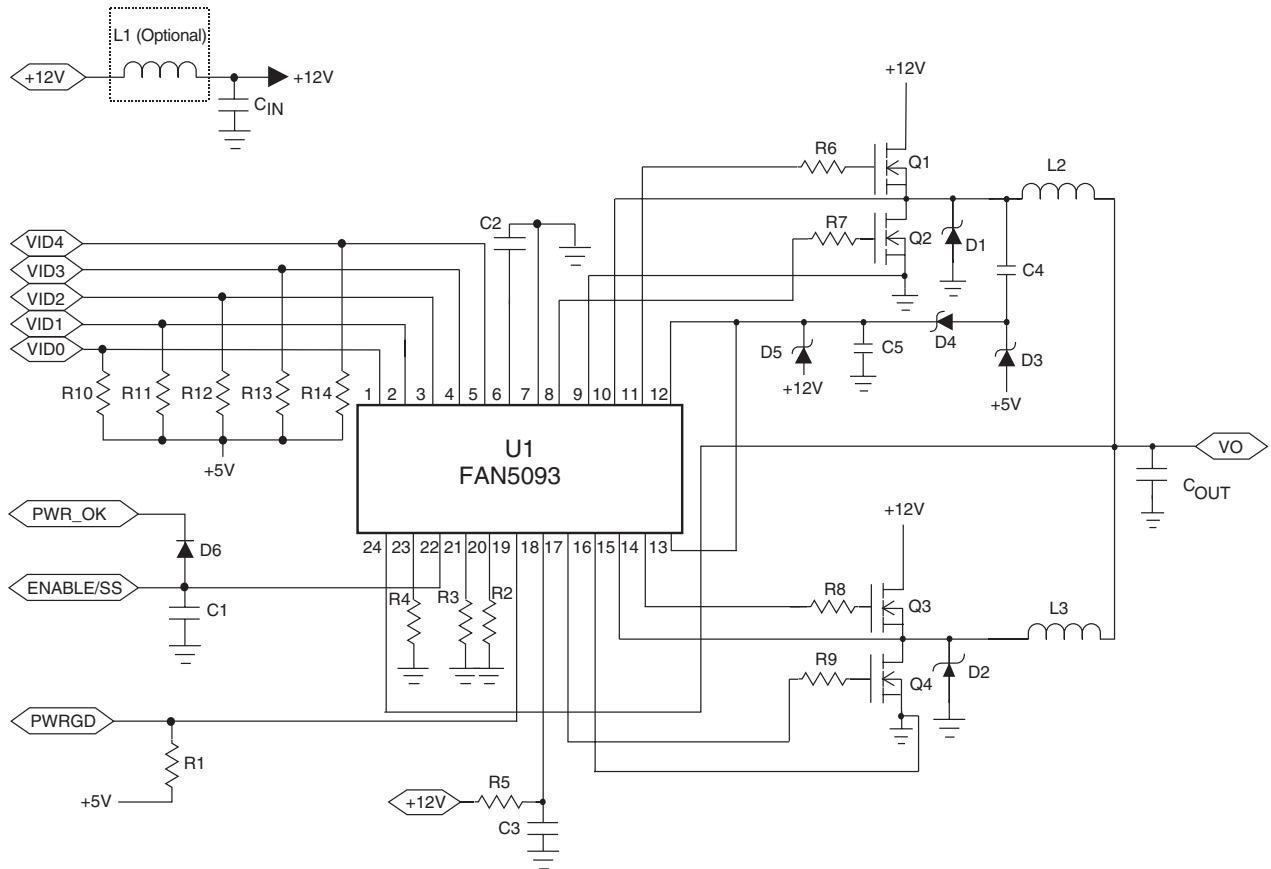 L1 (Optional)
+12V
+12V
CIN
+12V
R6
Q1
L2
C2
R7
Q2
D1
C4
VID4
VID3
VID2
VID1
VID0
D5
C5
D4
D3
+12V
+5V
R10
R11
R12
R13
R14
1 2 3 4 5 6 7 8 9 10 11 12
+5V
U1
FAN5093
VO
COUT
PWR_OK
D6
+12V
24 23 22 21 20 19 18 17 16 15 14 13
ENABLE/SS
C1
R4
R3
R2
R8
Q3
L3
R9
Q4
D2
PWRGD
R1
+5V
+12V
R5
C3